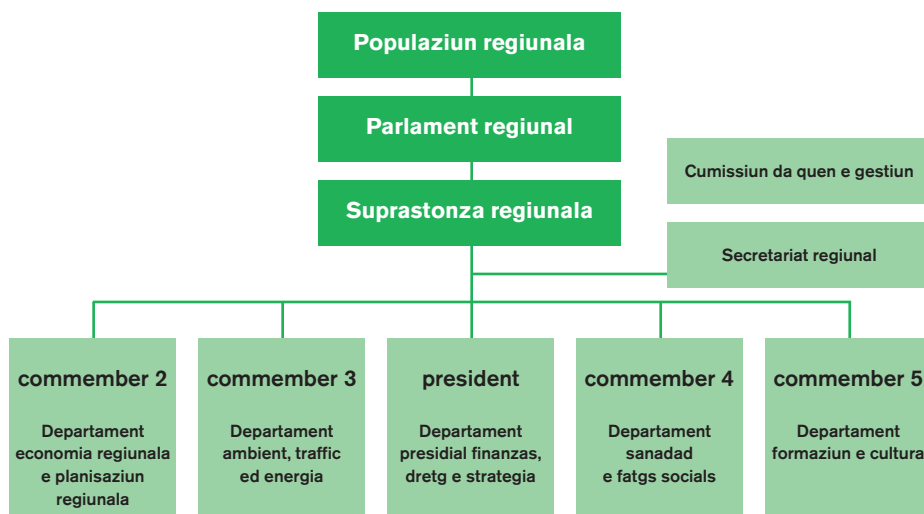 Populaziun regiunala
Parlament regiunal
Cumissiun da quen e gestiun
Suprastonza regiunala
Secretariat regiunal
commember 2
Departament
economia regiunala
e planisaziun
regiunala
commember 3
Departament
ambient, traffic
ed energia
president
Departament
presidial finanzas,
dretg e strategia
commember 4
Departament
sanadad
e fatgs socials
commember 5
Departament
formaziun e cultura